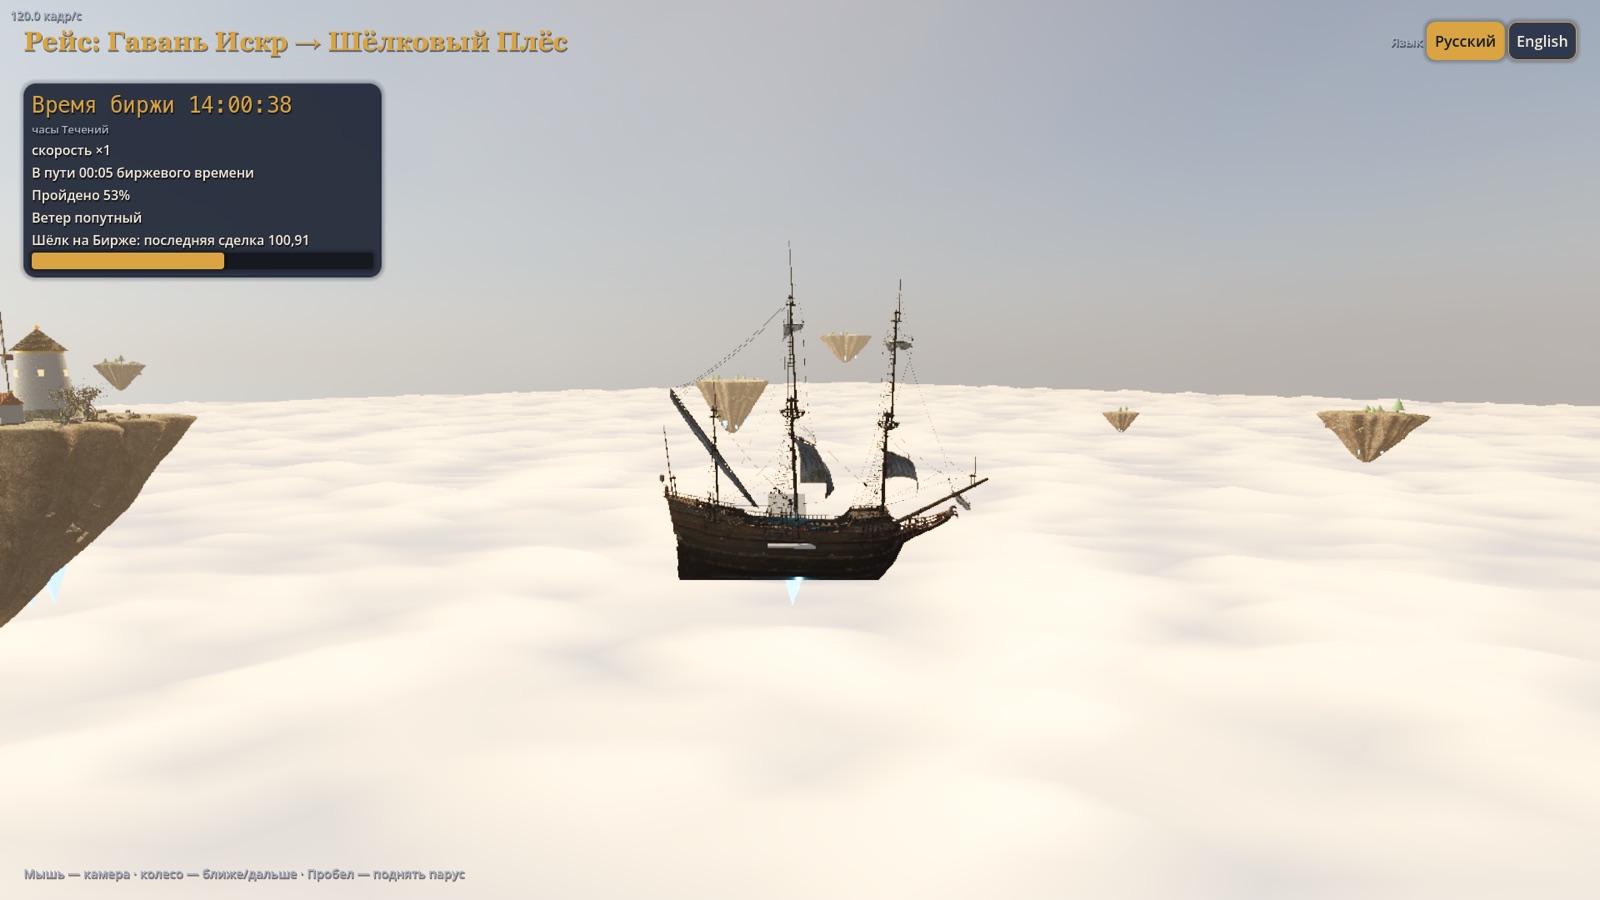 120.0 кадр/с
Рейс: Гавань Искр → Шёлковый Плёс
Язык Русский English
Время биржи 14:00:38
часы Течений
скорость ×1
В пути 00:05 биржевого времени
Пройдено 53%
Ветер попутный
Шёлк на Бирже: последняя сделка 100,91
Мышь — камера · колесо — ближе/дальше · Пробел — поднять парус